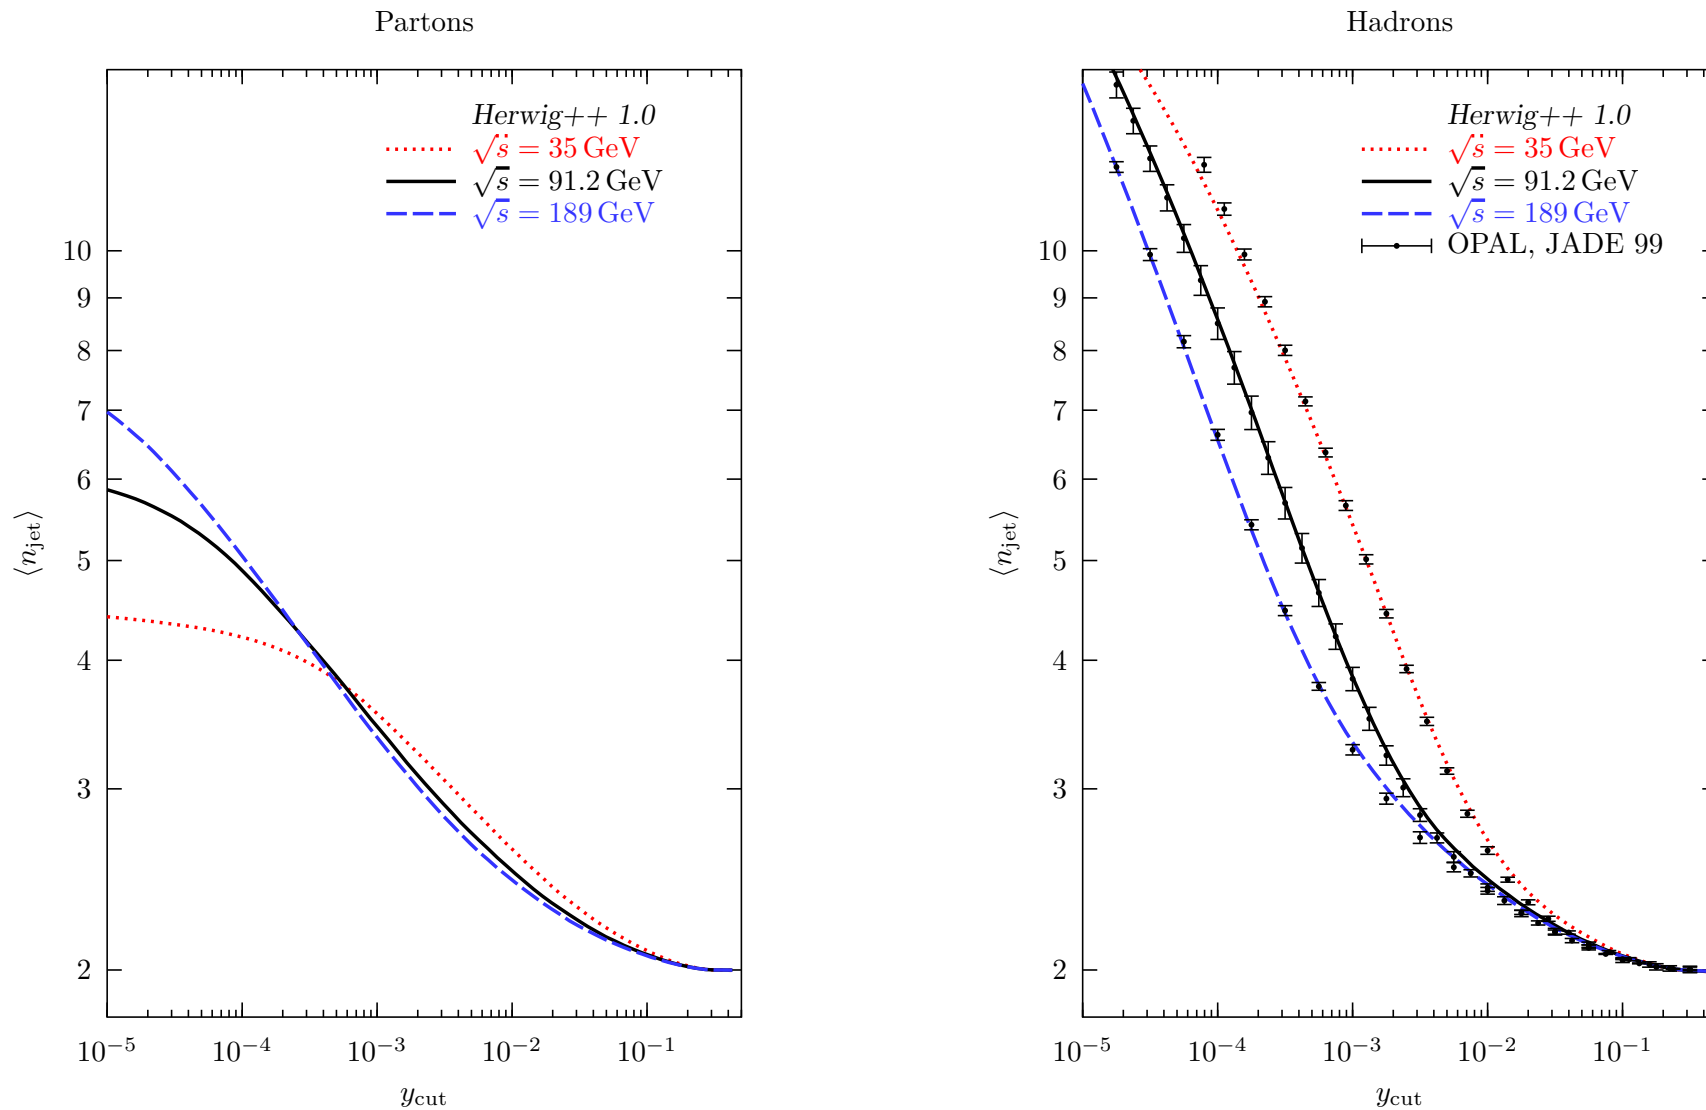 Partons
Herwig++ 1.0
√s = 35 GeV
√s = 91.2 GeV
√s = 189 GeV
10
9
8
7
6
5
4
3
2
⟨n_jet⟩
10⁻⁵ 10⁻⁴ 10⁻³ 10⁻² 10⁻¹
y_cut
Hadrons
Herwig++ 1.0
√s = 35 GeV
√s = 91.2 GeV
√s = 189 GeV
OPAL, JADE 99
10
9
8
7
6
5
4
3
2
⟨n_jet⟩
10⁻⁵ 10⁻⁴ 10⁻³ 10⁻² 10⁻¹
y_cut